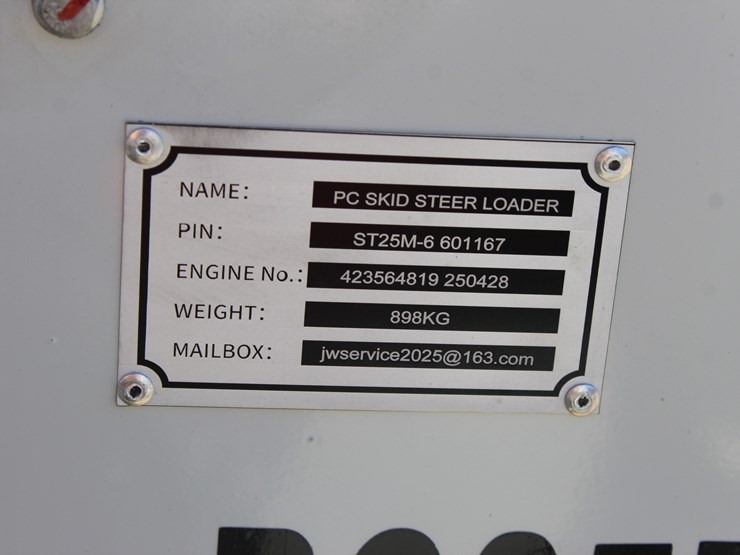 NAME: PC SKID STEER LOADER
PIN: ST25M-6 601167
ENGINE No.: 423564819 250428
WEIGHT: 898KG
MAILBOX: jwservice2025@163.com